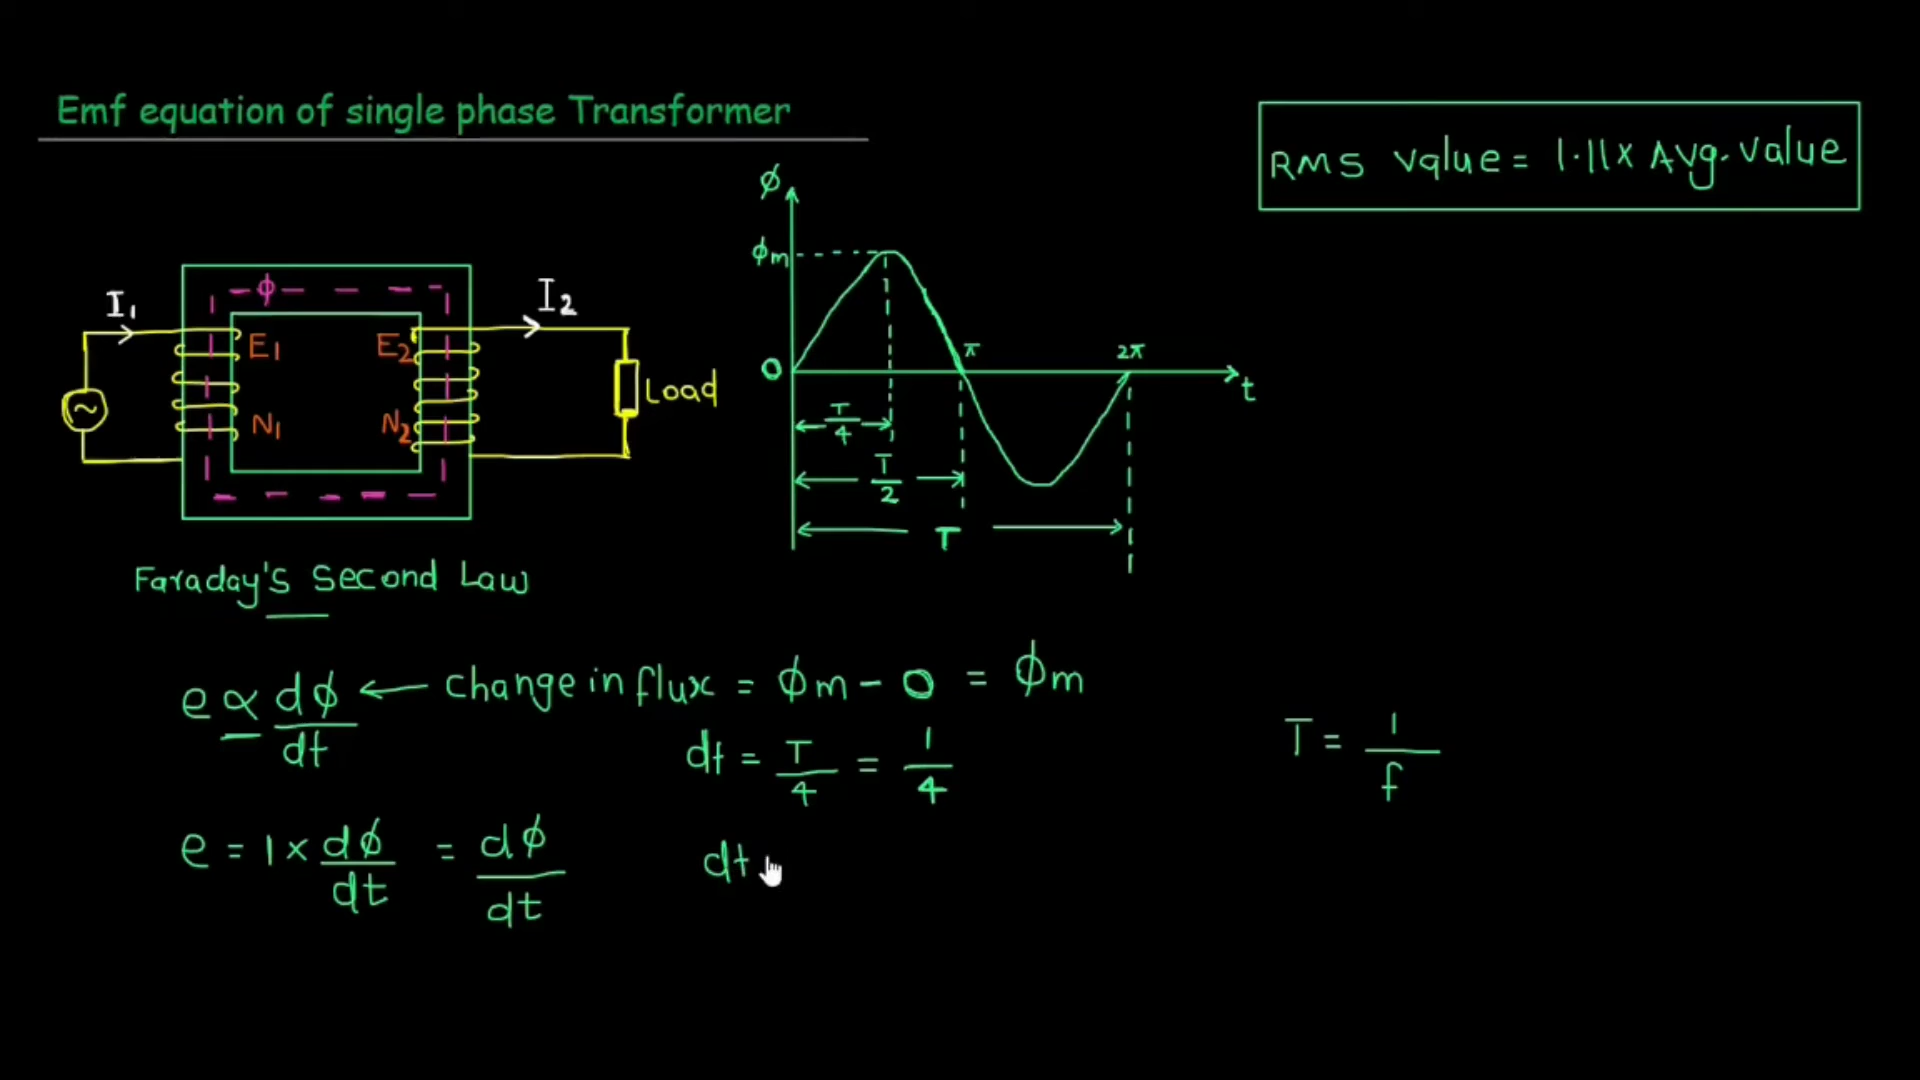 Emf equation of single phase Transformer
RMS value = 1.11 x Avg. value
ϕ
ϕm
I1
ϕ
I2
E1
E2
N1
N2
~
Load
0
π
2π
t
T/4
T/2
T
Faraday's Second Law
e ∝ dϕ/dt ← change in flux = ϕm - 0 = ϕm
dt = T/4 = 1/4
T = 1/f
e = 1 × dϕ/dt = dϕ/dt
dt